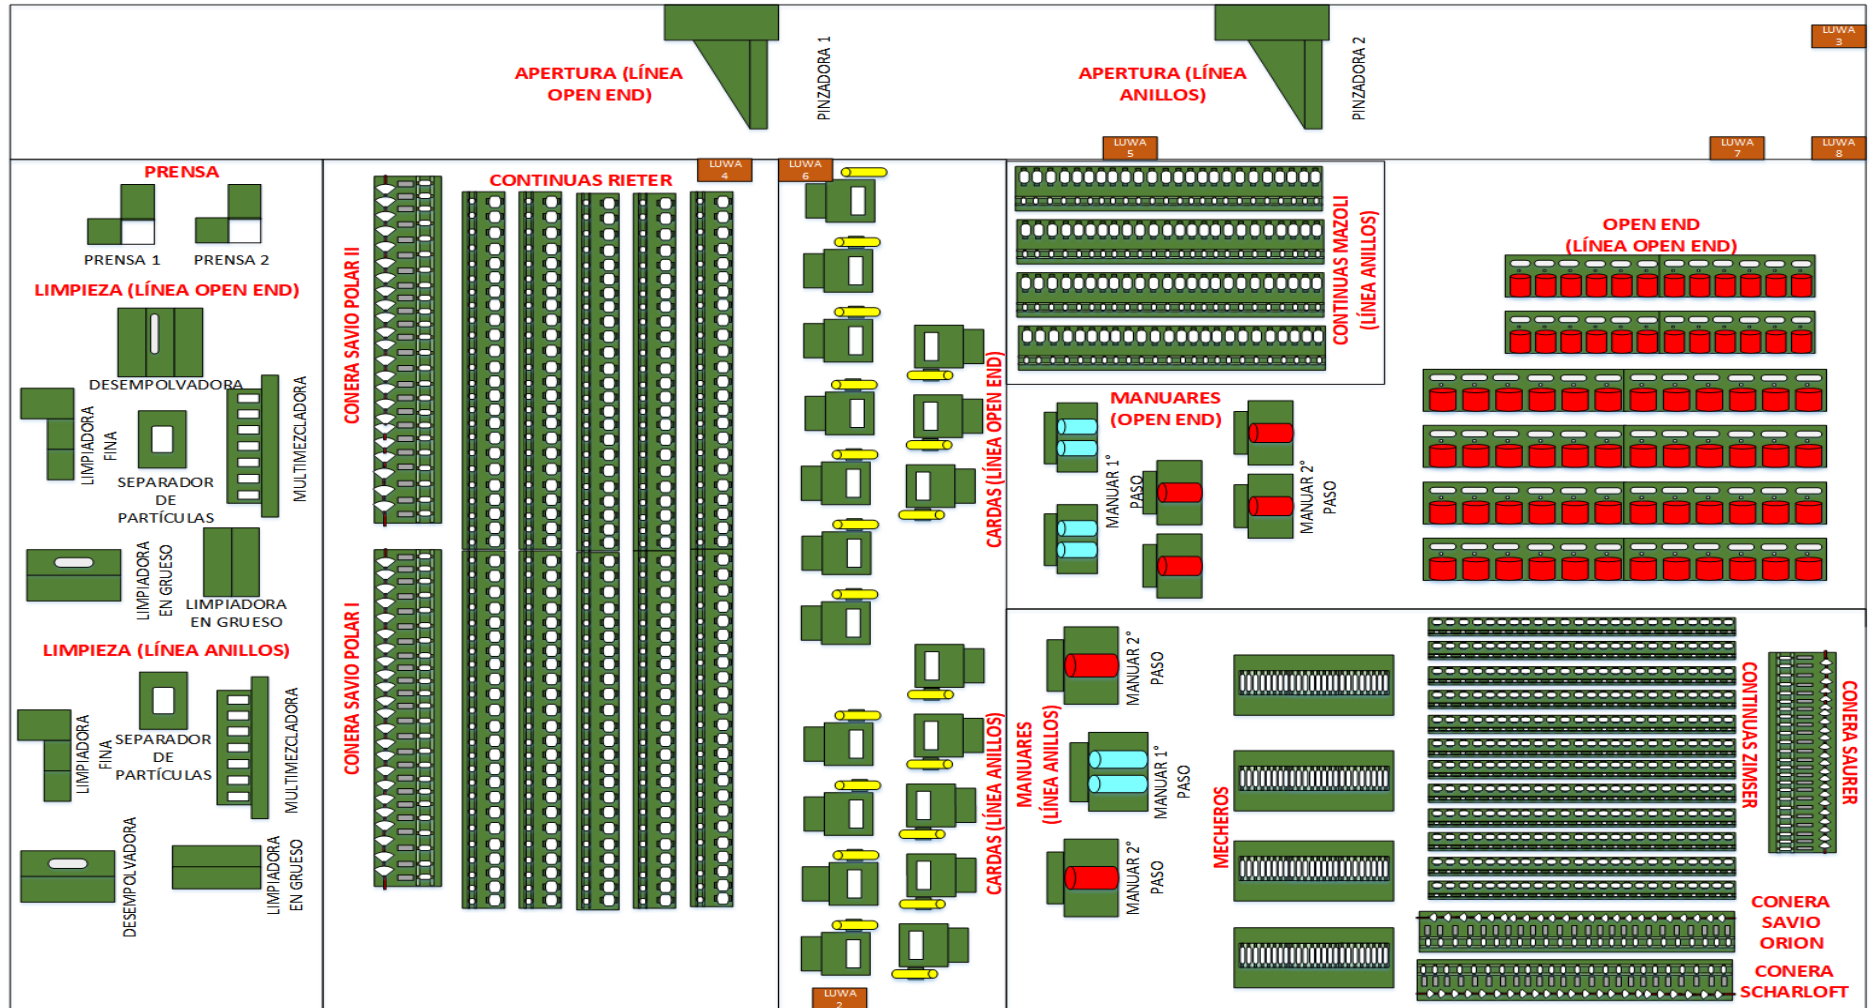 LUWA
3
APERTURA (LÍNEA
OPEN END)
PINZADORA 1
APERTURA (LÍNEA
ANILLOS)
PINZADORA 2
LUWA
4
LUWA
6
LUWA
5
LUWA
7
LUWA
8
PRENSA
PRENSA 1
PRENSA 2
LIMPIEZA (LÍNEA OPEN END)
DESEMPOLVADORA
LIMPIADORA
FINA
SEPARADOR
DE
PARTÍCULAS
MULTIMEZCLADORA
LIMPIADORA
EN GRUESO
LIMPIADORA
EN GRUESO
LIMPIEZA (LÍNEA ANILLOS)
LIMPIADORA
FINA
SEPARADOR
DE
PARTÍCULAS
MULTIMEZCLADORA
DESEMPOLVADORA
LIMPIADORA
EN GRUESO
CONTINUAS RIETER
CONERA SAVIO POLAR II
CONERA SAVIO POLAR I
CARDAS (LÍNEA OPEN END)
CARDAS (LÍNEA ANILLOS)
LUWA
2
CONTINUAS MAZOLI
(LÍNEA ANILLOS)
MANUARES
(OPEN END)
MANUAR 1°
PASO
MANUAR 2°
PASO
OPEN END
(LÍNEA OPEN END)
MANUARES
(LÍNEA ANILLOS)
MANUAR 2°
PASO
MANUAR 1°
PASO
MANUAR 2°
PASO
MECHEROS
CONTINUAS ZIMSER
CONERA SAURER
CONERA
SAVIO
ORION
CONERA
SCHARLOFT